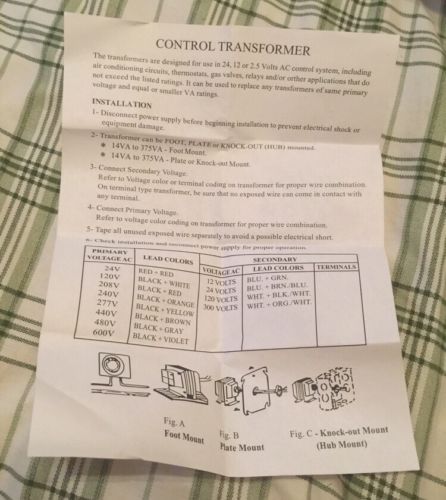 CONTROL TRANSFORMER
The transformers are designed for use in 24, 12 or 2.5 Volts AC control system, including
air conditioning circuits, thermostats, gas valves, relays and/or other applications that do
not exceed the listed ratings. It can be used to replace any transformers of same primary
voltage and equal or smaller VA ratings.
INSTALLATION
1- Disconnect power supply before beginning installation to prevent electrical shock or
equipment damage.
2- Transformer can be FOOT, PLATE or KNOCK-OUT (HUB) mounted.
* 14VA to 375VA - Foot Mount.
* 14VA to 375VA - Plate or Knock-out Mount.
3- Connect Secondary Voltage.
Refer to Voltage color or terminal coding on transformer for proper wire combination.
On terminal type transformer, be sure that no exposed wire can come in contact with
any terminal.
4- Connect Primary Voltage.
Refer to voltage color coding on transformer for proper wire combination.
5- Tape all unused exposed wire separately to avoid a possible electrical short.
6- Check installation and reconnect power supply for proper operation.
PRIMARY SECONDARY
VOLTAGE AC LEAD COLORS VOLTAGE AC LEAD COLORS TERMINALS
24V RED + RED 12 VOLTS BLU. + GRN.
120V BLACK + WHITE 24 VOLTS BLU. + BRN./BLU.
208V BLACK + RED 120 VOLTS WHT. + BLK./WHT.
240V BLACK + ORANGE 300 VOLTS WHT. + ORG./WHT.
277V BLACK + YELLOW
440V BLACK + BROWN
480V BLACK + GRAY
600V BLACK + VIOLET
Fig. A
Foot Mount
Fig. B
Plate Mount
Fig. C - Knock-out Mount
(Hub Mount)